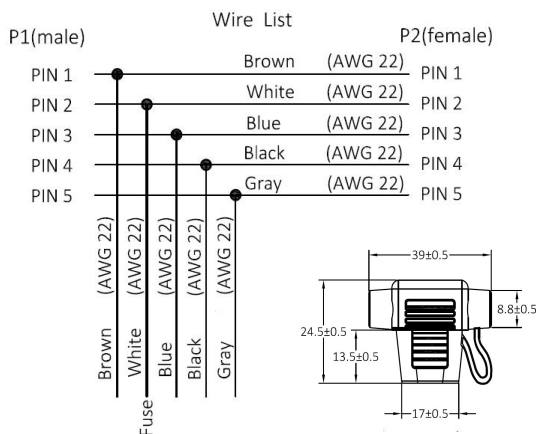 Wire List
P1(male)
P2(female)
PIN 1 Brown (AWG 22) PIN 1
PIN 2 White (AWG 22) PIN 2
PIN 3 Blue (AWG 22) PIN 3
PIN 4 Black (AWG 22) PIN 4
PIN 5 Gray (AWG 22) PIN 5
Brown (AWG 22)
White (AWG 22)
Blue (AWG 22)
Black (AWG 22)
Gray (AWG 22)
Fuse
39±0.5
8.8±0.5
24.5±0.5
13.5±0.5
17±0.5